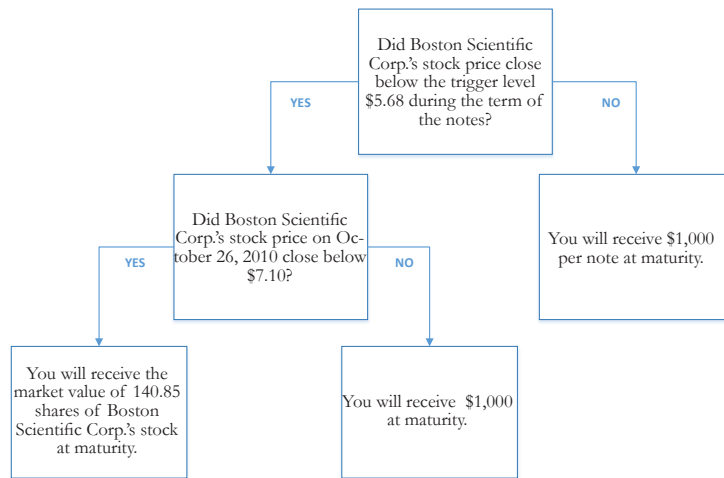 Did Boston Scientific
Corp.'s stock price close
below the trigger level
$5.68 during the term of
the notes?
YES
NO
Did Boston Scientific
Corp.'s stock price on Oc-
tober 26, 2010 close below
$7.10?
You will receive $1,000
per note at maturity.
YES
NO
You will receive the
market value of 140.85
shares of Boston
Scientific Corp.'s stock
at maturity.
You will receive $1,000
at maturity.